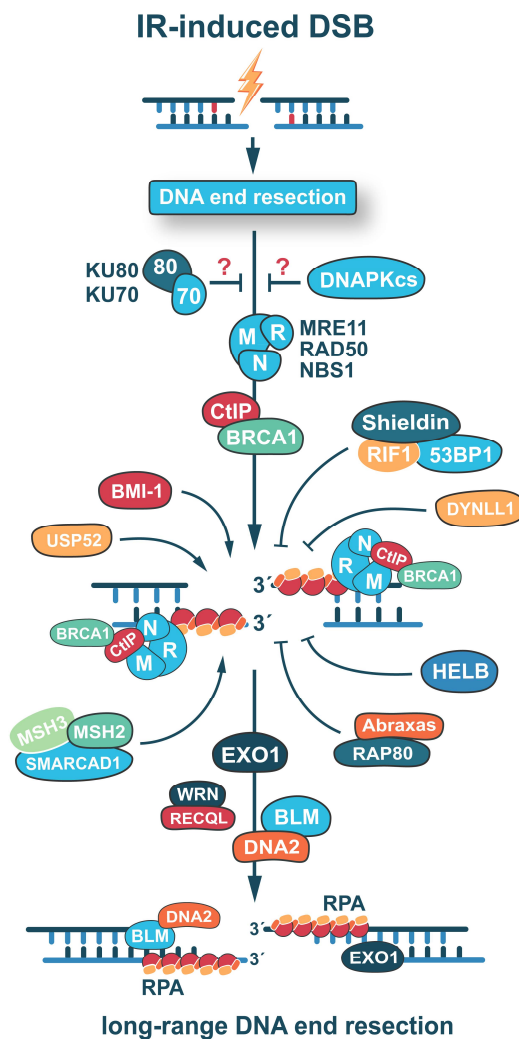 IR-induced DSB
DNA end resection
KU80
KU70
80
70
?
?
DNAPKcs
M
R
N
MRE11
RAD50
NBS1
CtIP
BRCA1
Shieldin
RIF1
53BP1
BMI-1
DYNLL1
USP52
N
R
M
CtIP
BRCA1
3´
3´
BRCA1
CtIP
N
M
R
HELB
MSH3
MSH2
SMARCAD1
Abraxas
RAP80
EXO1
WRN
RECQL
BLM
DNA2
RPA
DNA2
BLM
3´
3´
EXO1
RPA
long-range DNA end resection